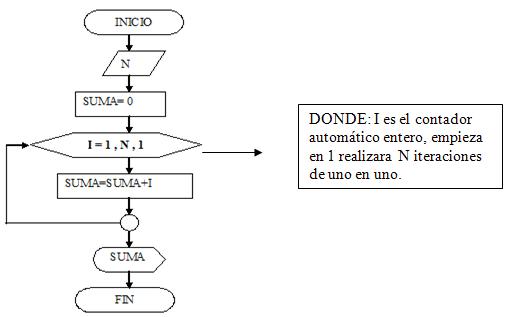 INICIO
N
SUMA= 0
I = 1 , N , 1
SUMA=SUMA+I
SUMA
FIN
DONDE: I es el contador
automático entero, empieza
en 1 realizara N iteraciones
de uno en uno.